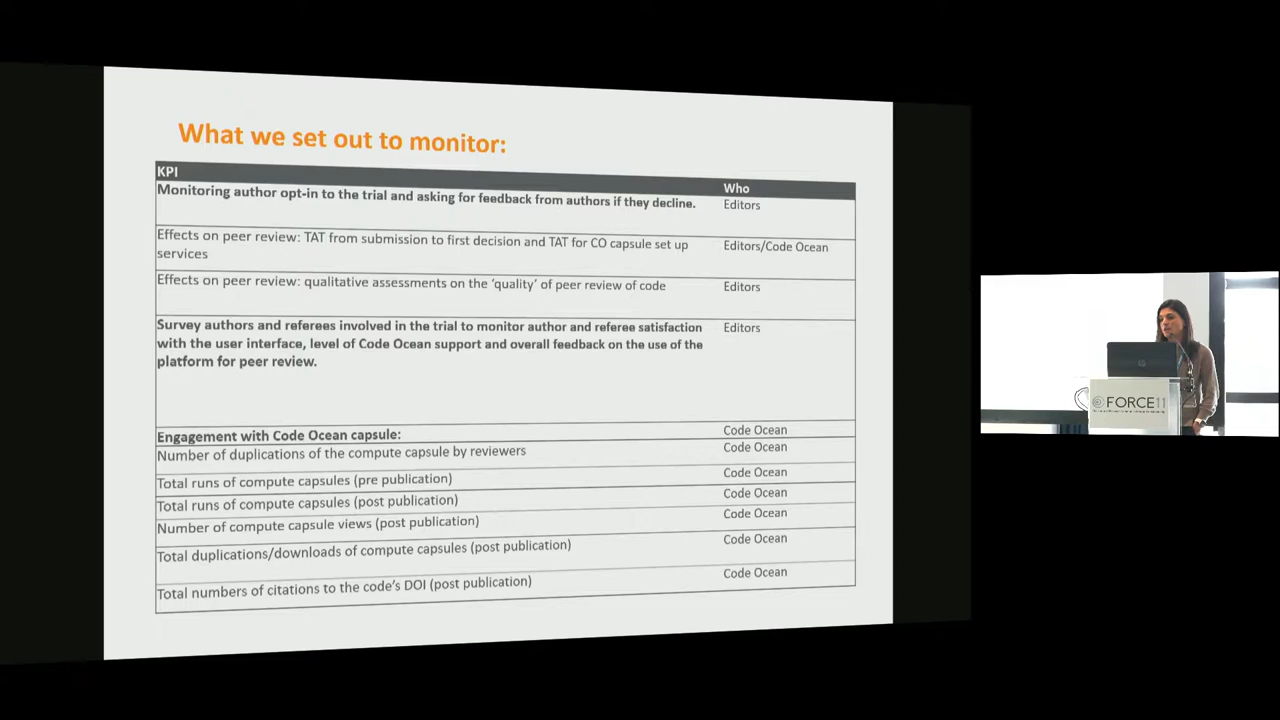 What we set out to monitor:
KPI
Who
Monitoring author opt-in to the trial and asking for feedback from authors if they decline.
Editors
Effects on peer review: TAT from submission to first decision and TAT for CO capsule set up
services
Editors/Code Ocean
Effects on peer review: qualitative assessments on the ‘quality’ of peer review of code
Editors
Survey authors and referees involved in the trial to monitor author and referee satisfaction
with the user interface, level of Code Ocean support and overall feedback on the use of the
platform for peer review.
Editors
Engagement with Code Ocean capsule:
Code Ocean
Number of duplications of the compute capsule by reviewers
Code Ocean
Total runs of compute capsules (pre publication)
Code Ocean
Total runs of compute capsules (post publication)
Code Ocean
Number of compute capsule views (post publication)
Code Ocean
Total duplications/downloads of compute capsules (post publication)
Code Ocean
Total numbers of citations to the code’s DOI (post publication)
Code Ocean
FORCE11